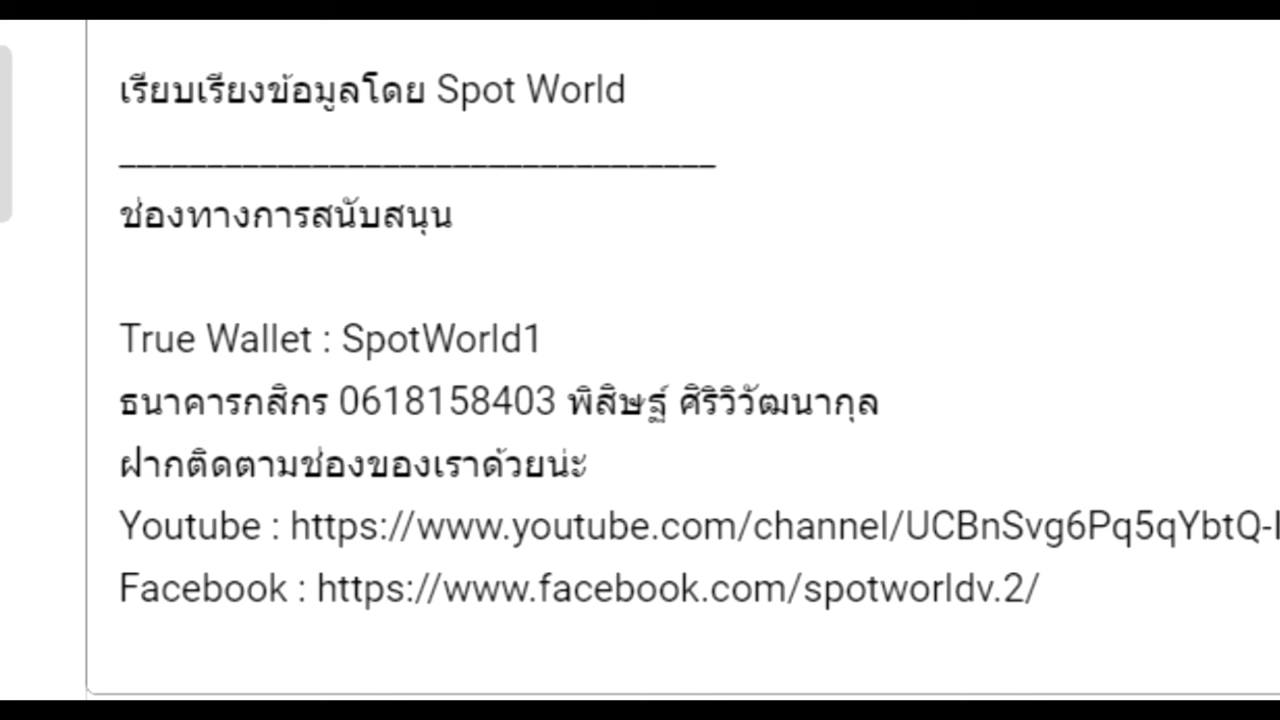 เรียบเรียงข้อมูลโดย Spot World
__________________________________
ช่องทางการสนับสนุน
True Wallet : SpotWorld1
ธนาคารกสิกร 0618158403 พิสิษฐ์ ศิริวิวัฒนากุล
ฝากติดตามช่องของเราด้วยน่ะ
Youtube : https://www.youtube.com/channel/UCBnSvg6Pq5qYbtQ-
Facebook : https://www.facebook.com/spotworldv.2/